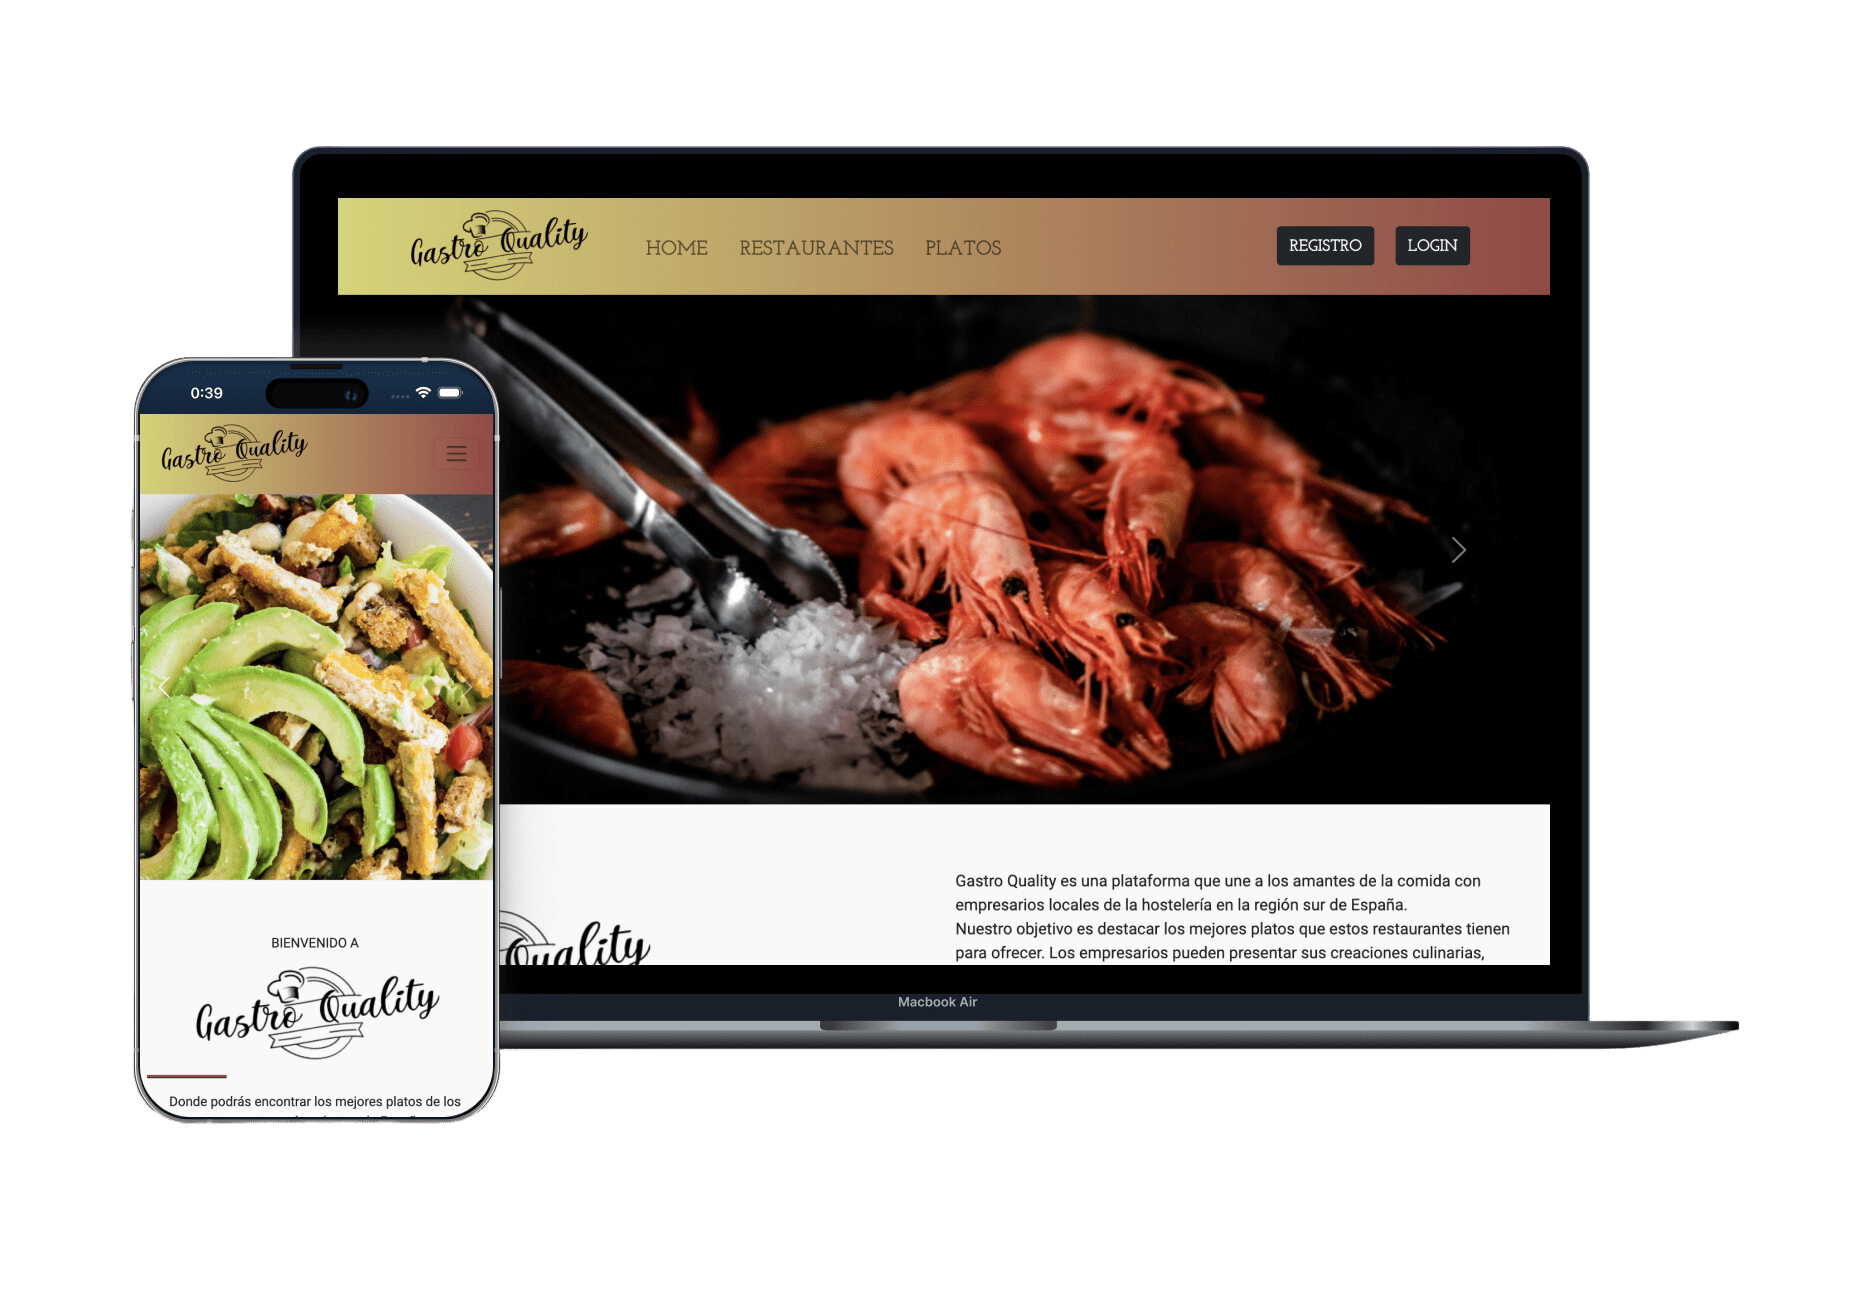 Gastro Quality
HOME RESTAURANTES PLATOS
REGISTRO LOGIN
Gastro Quality es una plataforma que une a los amantes de la comida con
empresarios locales de la hostelería en la región sur de España.
Nuestro objetivo es destacar los mejores platos que estos restaurantes tienen
para ofrecer. Los empresarios pueden presentar sus creaciones culinarias,
Quality
Macbook Air
0:39
Gastro Quality
BIENVENIDO A
Gastro Quality
Donde podrás encontrar los mejores platos de los